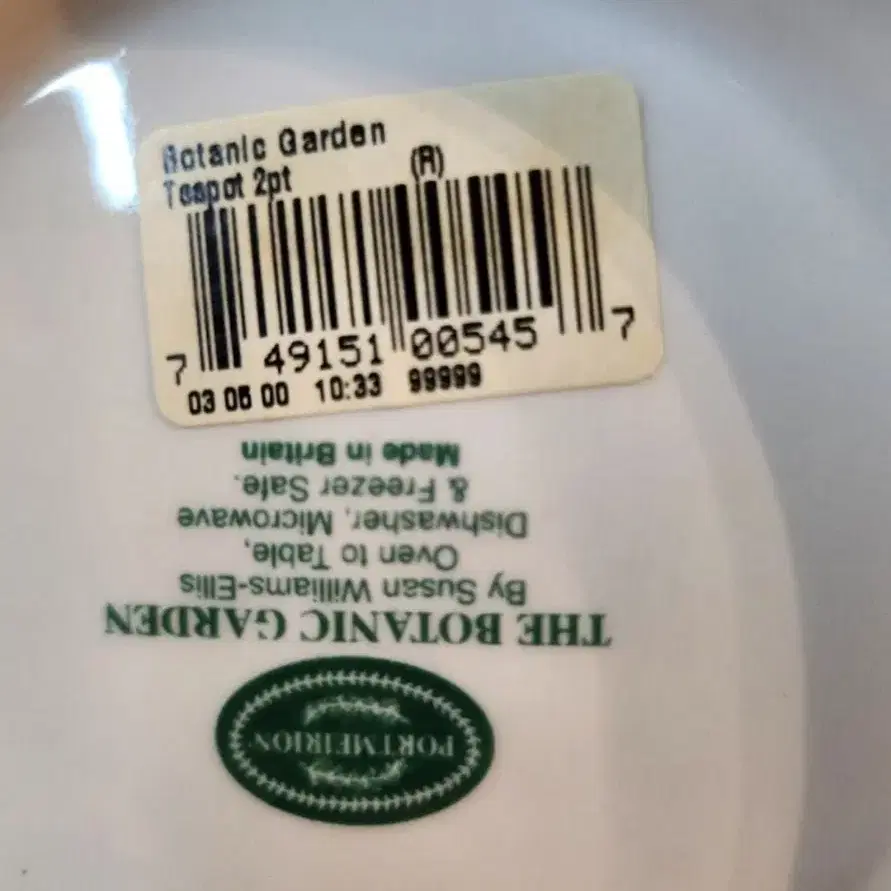 Botanic Garden
Teapot 2pt (R)
7 49151 00545 7
03 05 00 10:33 99999
PORTMEIRION
THE BOTANIC GARDEN
By Susan Williams-Ellis
Oven to Table,
Dishwasher, Microwave
& Freezer Safe.
Made in Britain